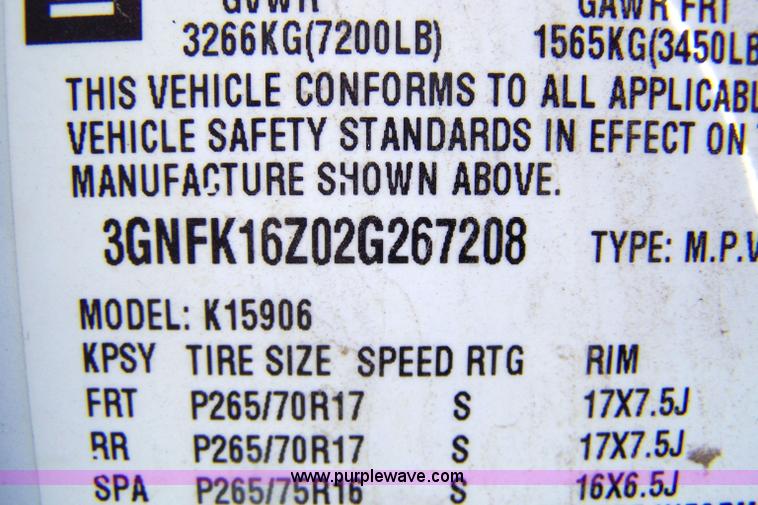 GVWR GAWR FRT
3266KG(7200LB) 1565KG(3450LB
THIS VEHICLE CONFORMS TO ALL
VEHICLE SAFETY STANDARDS IN EFFECT ON
MANUFACTURE SHOWN ABOVE.
3GNFK16Z02G267208 TYPE: M.P.V
MODEL: K15906
KPSY TIRE SIZE SPEED RTG RIM
FRT P265/70R17 S 17X7.5J
RR P265/70R17 S 17X7.5J
www.purplewave.com
SPA P265/75R16 S 16X6.5J